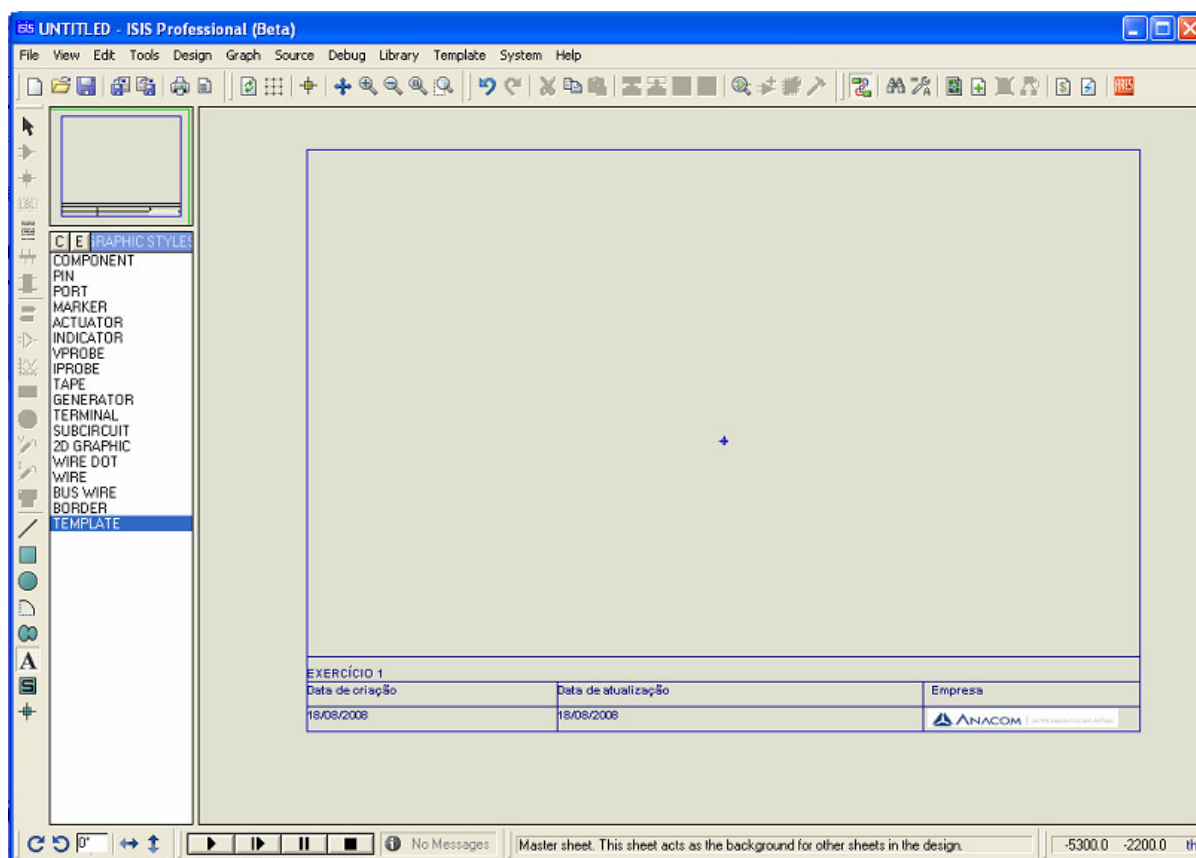 ISIS UNTITLED - ISIS Professional (Beta)
File View Edit Tools Design Graph Source Debug Library Template System Help
ARES
LBL
C E GRAPHIC STYLES
COMPONENT
PIN
PORT
MARKER
ACTUATOR
INDICATOR
VPROBE
IPROBE
TAPE
GENERATOR
TERMINAL
SUBCIRCUIT
2D GRAPHIC
WIRE DOT
WIRE
BUS WIRE
BORDER
TEMPLATE
A
S
EXERCÍCIO 1
Data de criação Data de atualização Empresa
18/08/2008 18/08/2008 ANACOM
0° No Messages Master sheet. This sheet acts as the background for other sheets in the design. -5300.0 -2200.0 th